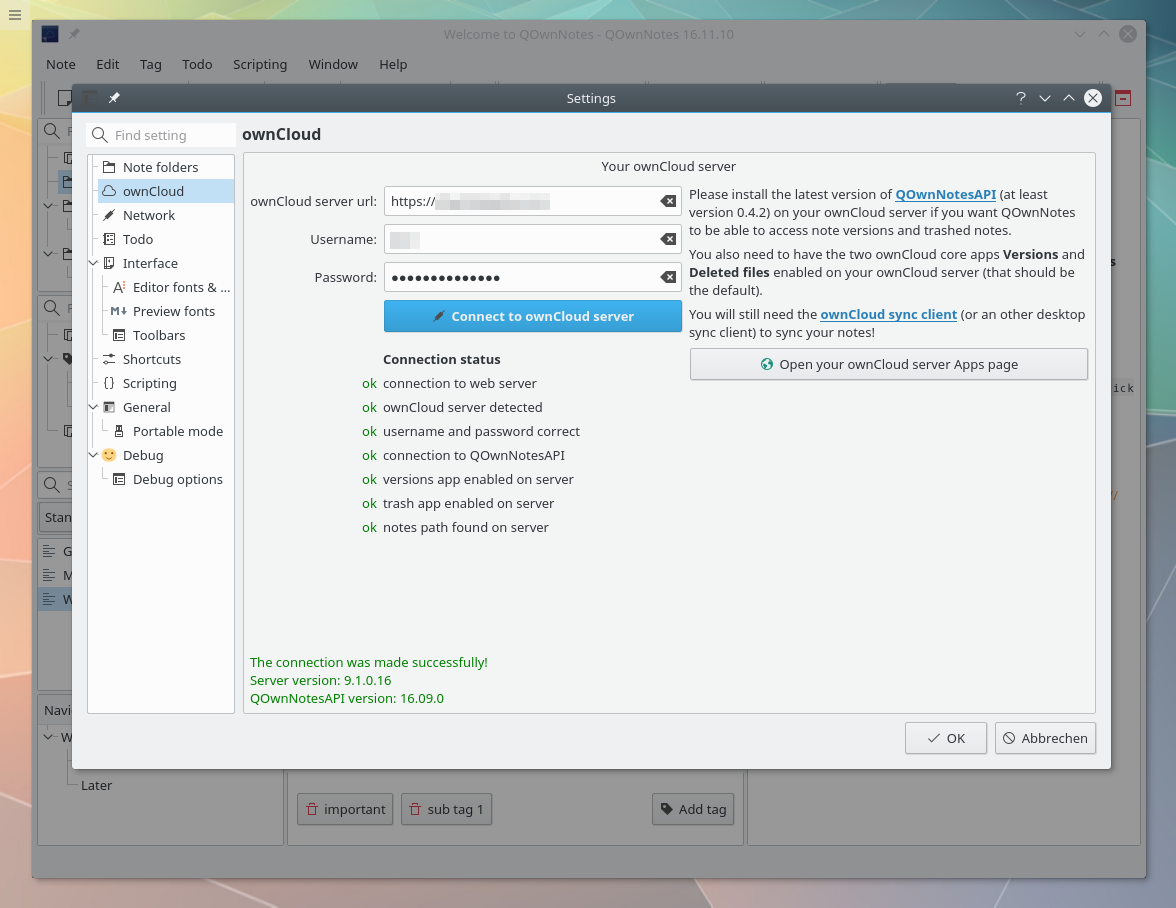 Welcome to QOwnNotes - QOwnNotes 16.11.10
Note Edit Tag Todo Scripting Window Help
Settings
Find setting
Note folders
ownCloud
Network
Todo
Interface
Editor fonts & ...
Preview fonts
Toolbars
Shortcuts
Scripting
General
Portable mode
Debug
Debug options
ownCloud
Your ownCloud server
ownCloud server url: https://
Username:
Password: ●●●●●●●●●●●●●●
Connect to ownCloud server
Connection status
ok connection to web server
ok ownCloud server detected
ok username and password correct
ok connection to QOwnNotesAPI
ok versions app enabled on server
ok trash app enabled on server
ok notes path found on server
The connection was made successfully!
Server version: 9.1.0.16
QOwnNotesAPI version: 16.09.0
Please install the latest version of QOwnNotesAPI (at least
version 0.4.2) on your ownCloud server if you want QOwnNotes
to be able to access note versions and trashed notes.
You also need to have the two ownCloud core apps Versions and
Deleted files enabled on your ownCloud server (that should be
the default).
You will still need the ownCloud sync client (or an other desktop
sync client) to sync your notes!
Open your ownCloud server Apps page
OK
Abbrechen
Stan
Navi
Later
important
sub tag 1
Add tag
ick